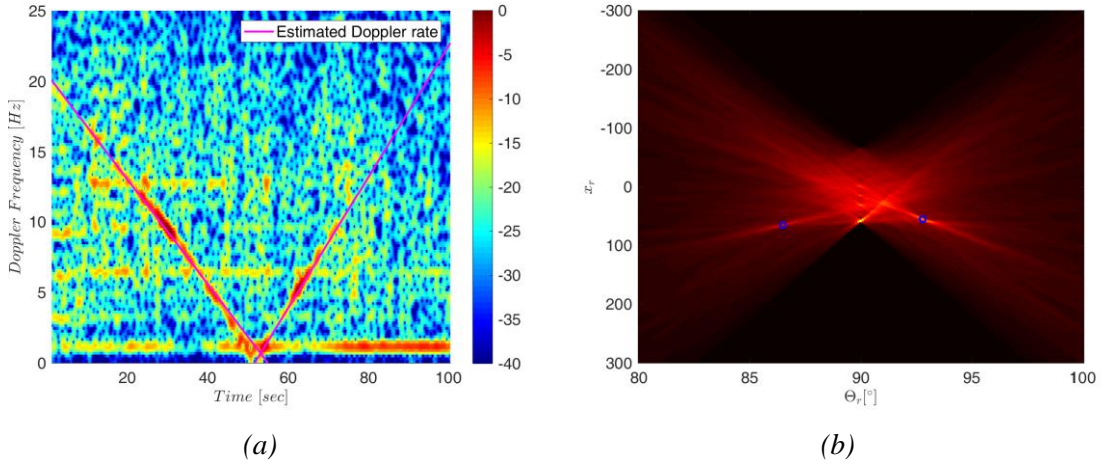 25
20
15
10
5
0
Doppler Frequency [Hz]
20 40 60 80 100
Time [sec]
Estimated Doppler rate
0
-5
-10
-15
-20
-25
-30
-35
-40
(a)
-300
-200
-100
0
100
200
300
x_r
80 85 90 95 100
Θ_r[°]
(b)